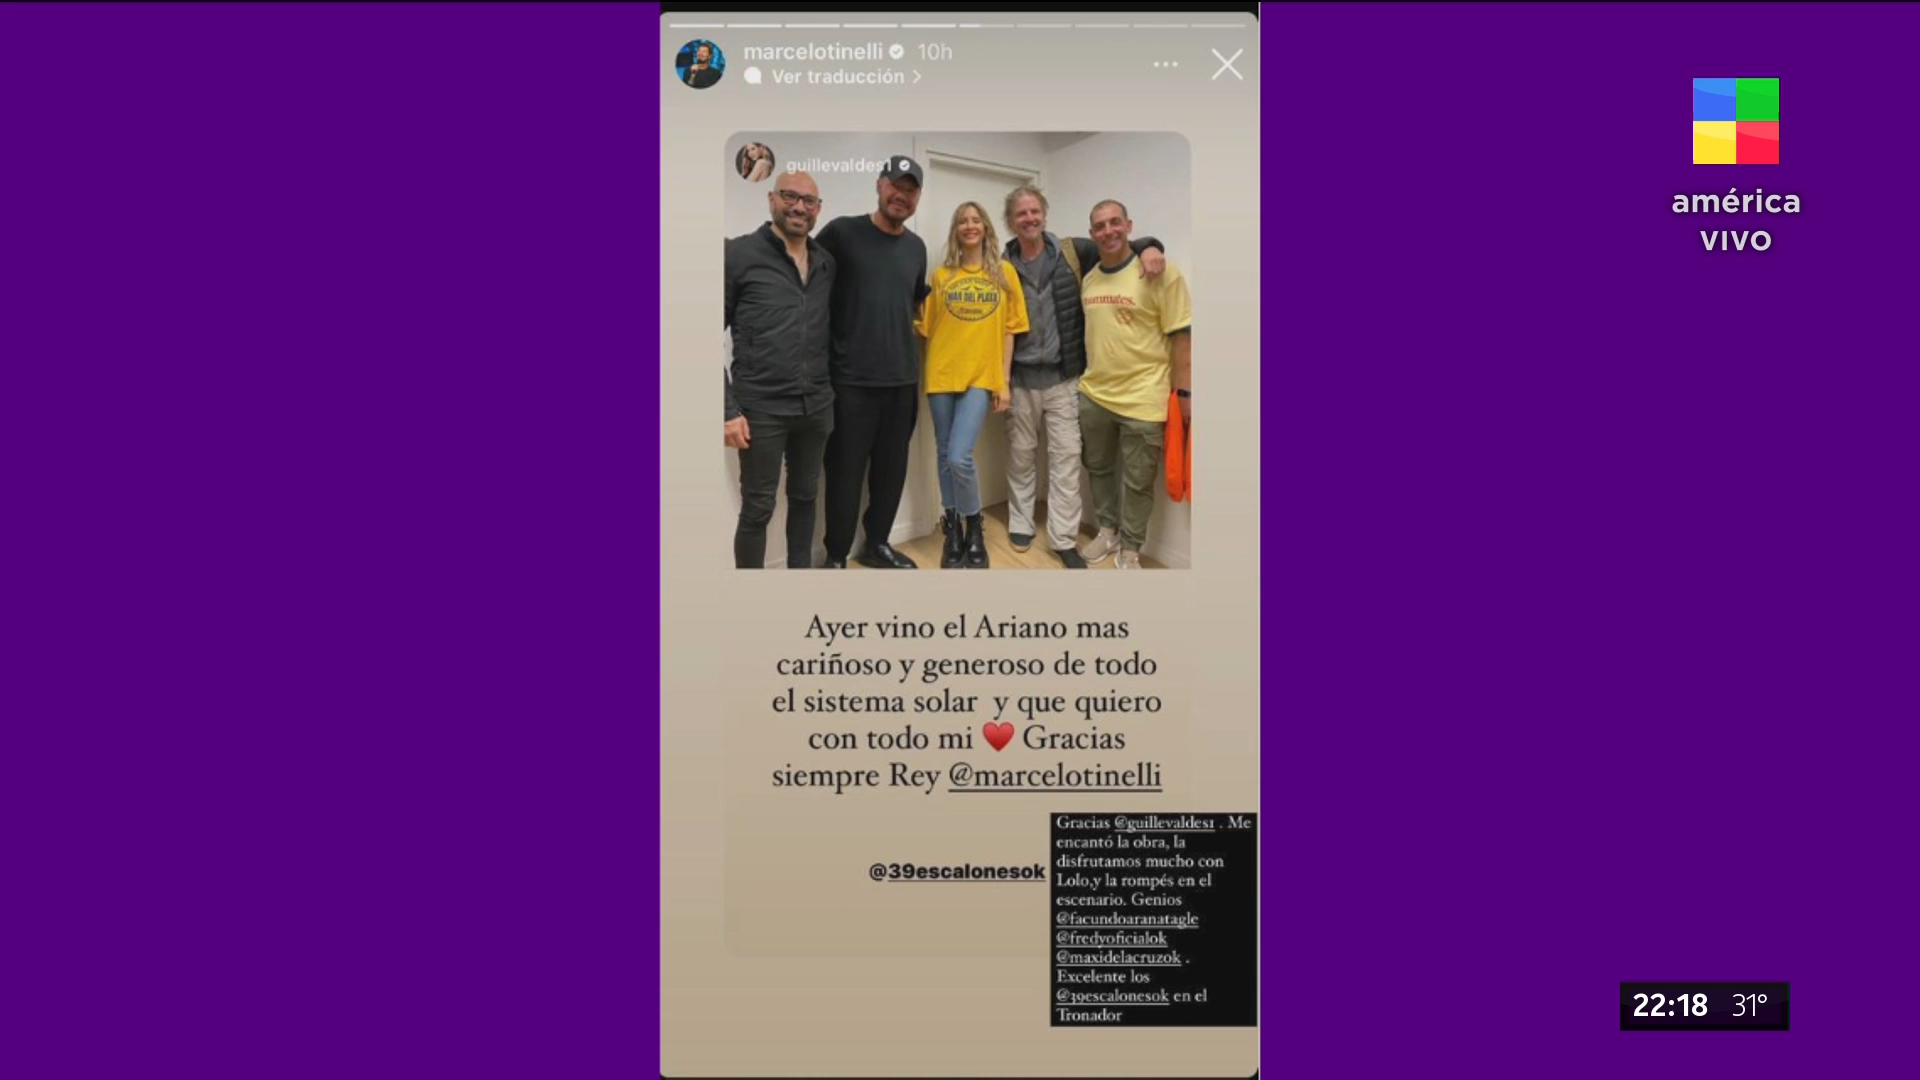 marcelotinelli 10h
Ver traducción >
guillevaldes1
MAR DEL PLATA
Ayer vino el Ariano mas
cariñoso y generoso de todo
el sistema solar y que quiero
con todo mi ❤️ Gracias
siempre Rey @marcelotinelli
@39escalonesok
Gracias @guillevaldes1 . Me
encantó la obra, la
disfrutamos mucho con
Lolo,y la rompés en el
escenario. Genios
@facundoaranatagle
@fredyoficialok
@maxidelacruzok .
Excelente los
@39escalonesok en el
Tronador
américa
VIVO
22:18 31°